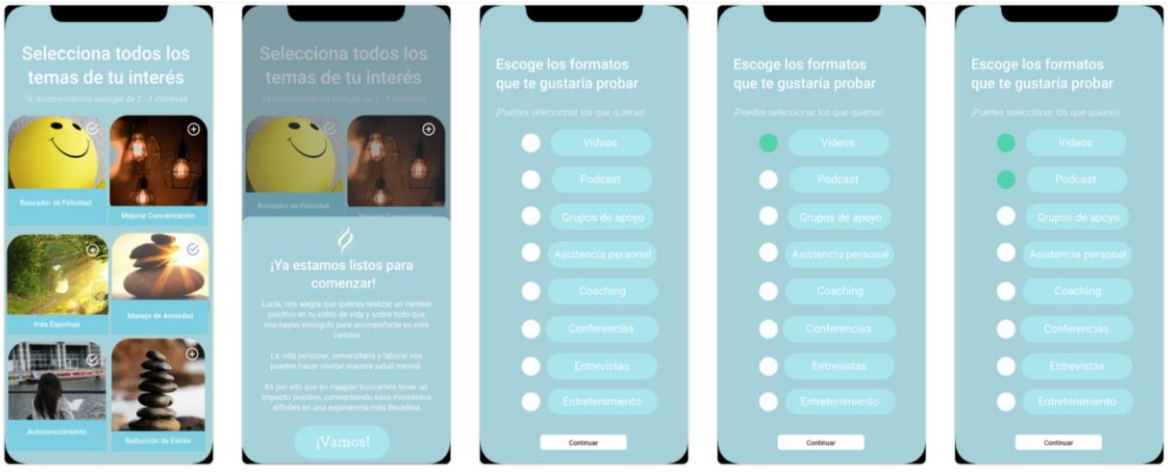 Selecciona todos los
temas de tu interés
Te recomendamos escoger de 2 - 4 intereses
Buscador de Felicidad
Mejorar Concentración
Vida Espiritual
Manejo de Ansiedad
Autoconocimiento
Reducción de Estrés
Selecciona todos los
temas de tu interés
Te recomendamos escoger de 2 - 4 intereses
Buscador de Felicidad
Mejorar Concentración
¡Ya estamos listos para
comenzar!
Lucía, nos alegra que quieras realizar un cambio
positivo en tu estilo de vida y sobre todo que
nos hayas escogido para acompañarte en este
camino.
La vida personal, universitaria y laboral nos
pueden hacer olvidar nuestra salud mental.
Es por ello que en Happier buscamos tener un
impacto positivo, convirtiendo esos momentos
difíciles en una experiencia más llevadera.
¡Vamos!
Escoge los formatos
que te gustaría probar
¡Puedes seleccionar los que quieras!
Vídeos
Podcast
Grupos de apoyo
Asistencia personal
Coaching
Conferencias
Entrevistas
Entretenimiento
Continuar
Escoge los formatos
que te gustaría probar
¡Puedes seleccionar los que quieras!
Vídeos
Podcast
Grupos de apoyo
Asistencia personal
Coaching
Conferencias
Entrevistas
Entretenimiento
Continuar
Escoge los formatos
que te gustaría probar
¡Puedes seleccionar los que quieras!
Vídeos
Podcast
Grupos de apoyo
Asistencia personal
Coaching
Conferencias
Entrevistas
Entretenimiento
Continuar